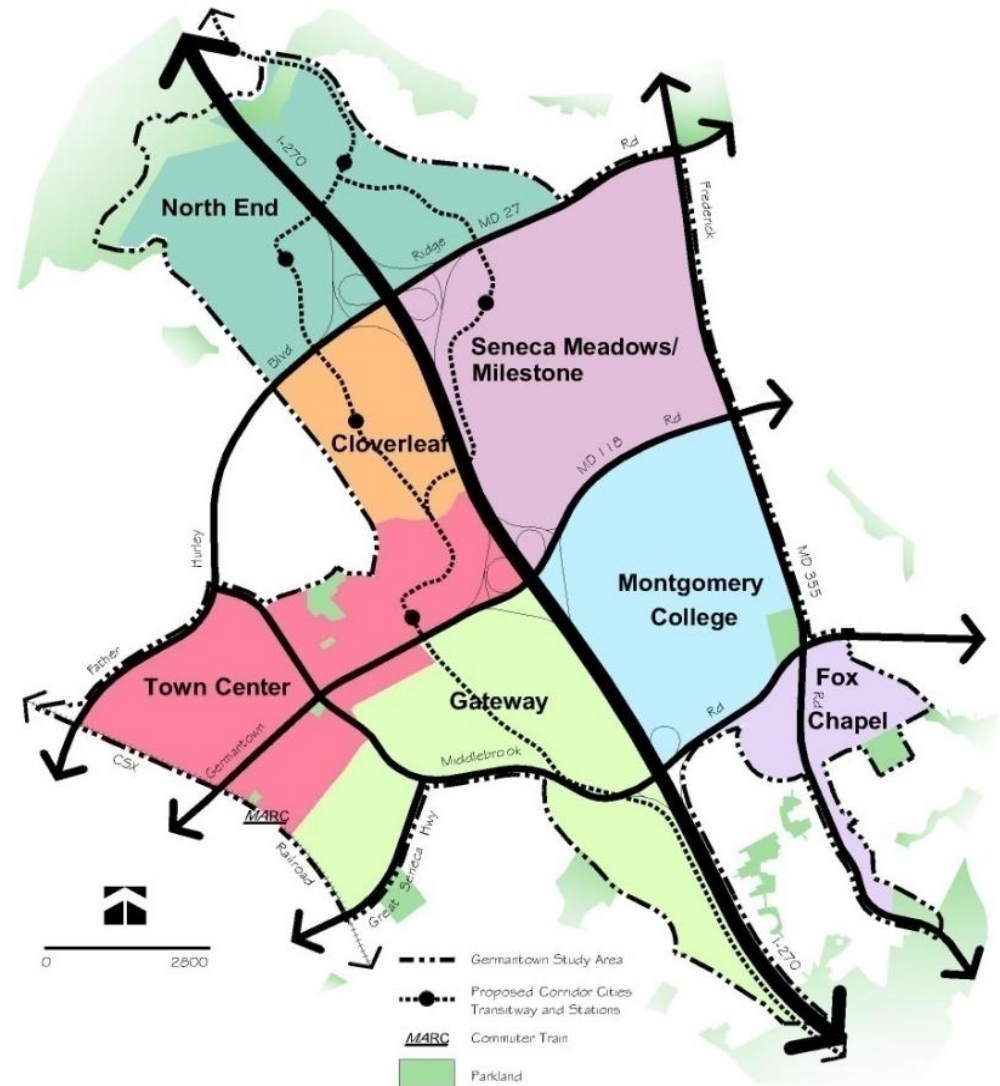 I-270
North End
Rd
MD 27
Ridge
Frederick
Blvd
Seneca Meadows/
Milestone
Cloverleaf
Rd
MD 118
Hurley
MD 355
Montgomery
College
Father
Town Center
Gateway
Rd
Fox
Rd
Chapel
Germantown
Middlebrook
CSX
MARC
Railroad
Great Seneca Hwy
I-270
0 2800
Germantown Study Area
Proposed Corridor Cities
Transitway and Stations
MARC Commuter Train
Parkland